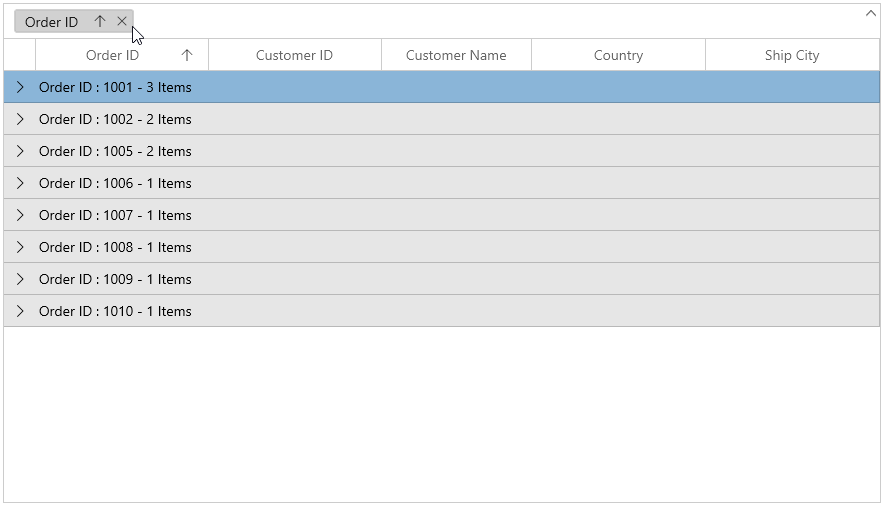 Order ID
Order ID Customer ID Customer Name Country Ship City
Order ID : 1001 - 3 Items
Order ID : 1002 - 2 Items
Order ID : 1005 - 2 Items
Order ID : 1006 - 1 Items
Order ID : 1007 - 1 Items
Order ID : 1008 - 1 Items
Order ID : 1009 - 1 Items
Order ID : 1010 - 1 Items